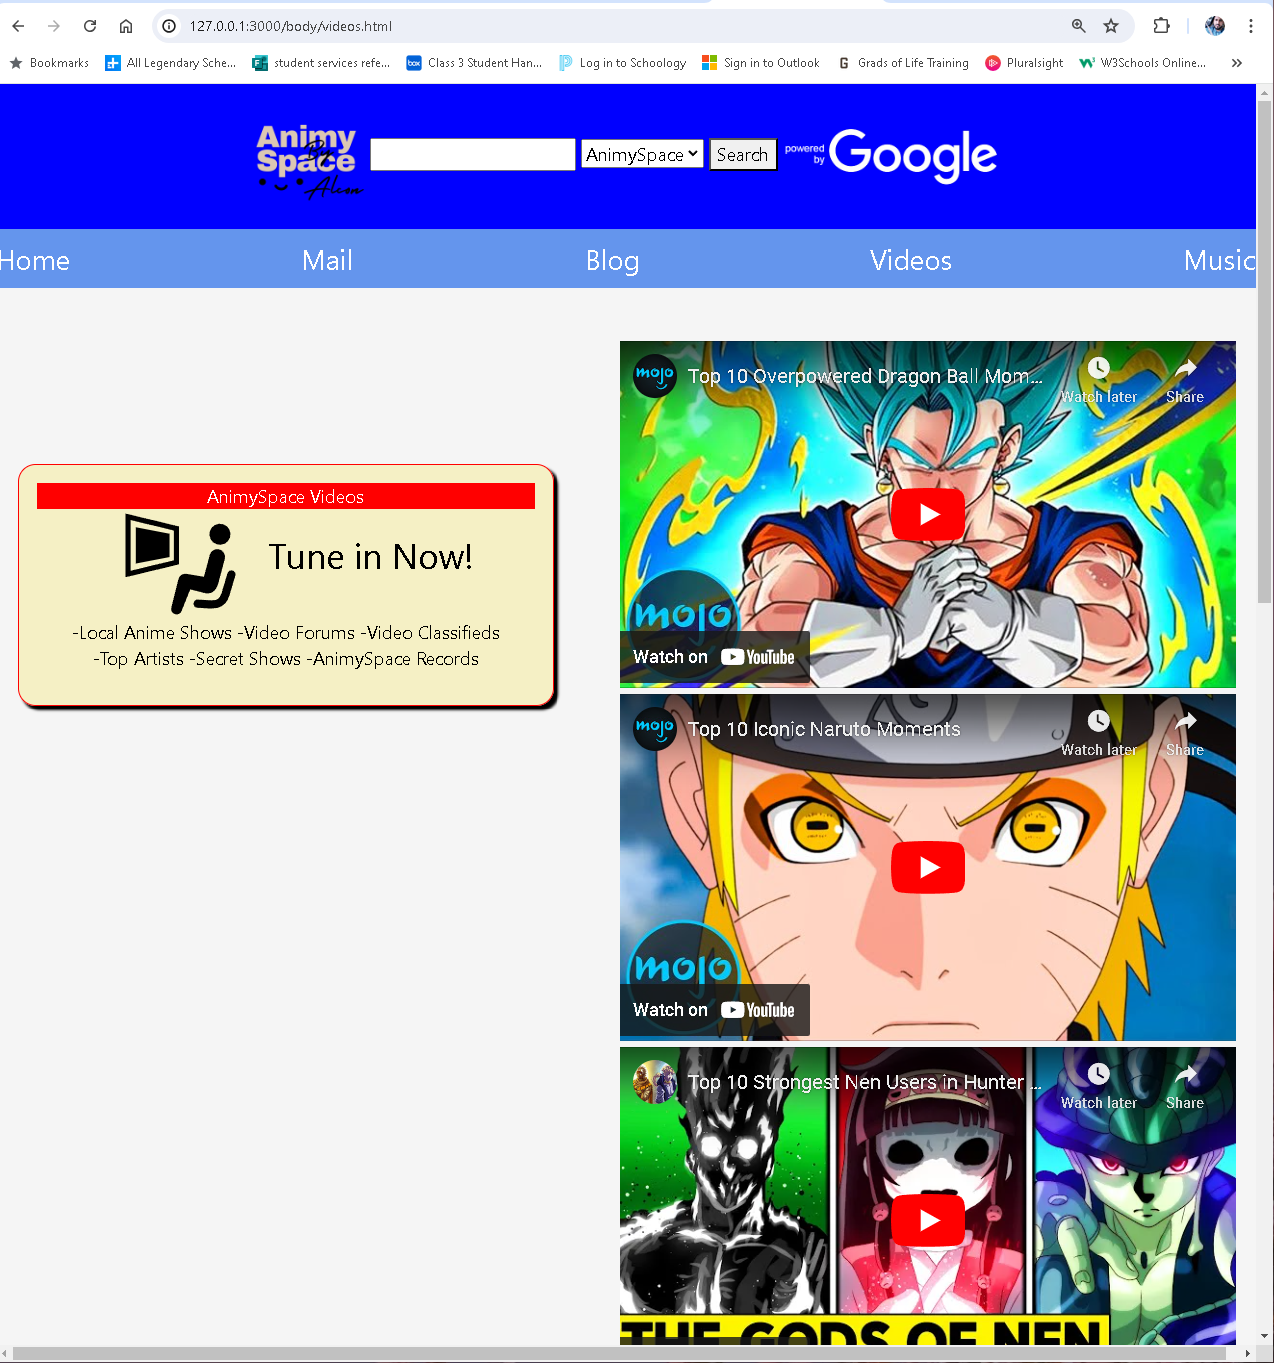 127.0.0.1:3000/body/videos.html
Bookmarks All Legendary Sche... student services refe... Class 3 Student Han... Log in to Schoology Sign in to Outlook Grads of Life Training Pluralsight W3Schools Online...
Animy
Space
By
Alcon
AnimySpace Search powered by Google
Home Mail Blog Videos Music
mojo Top 10 Overpowered Dragon Ball Mom... Watch later Share
mojo
Watch on YouTube
AnimySpace Videos
Tune in Now!
-Local Anime Shows -Video Forums -Video Classifieds
-Top Artists -Secret Shows -AnimySpace Records
mojo Top 10 Iconic Naruto Moments Watch later Share
mojo
Watch on YouTube
Top 10 Strongest Nen Users in Hunter ... Watch later Share
THE GODS OF NEN